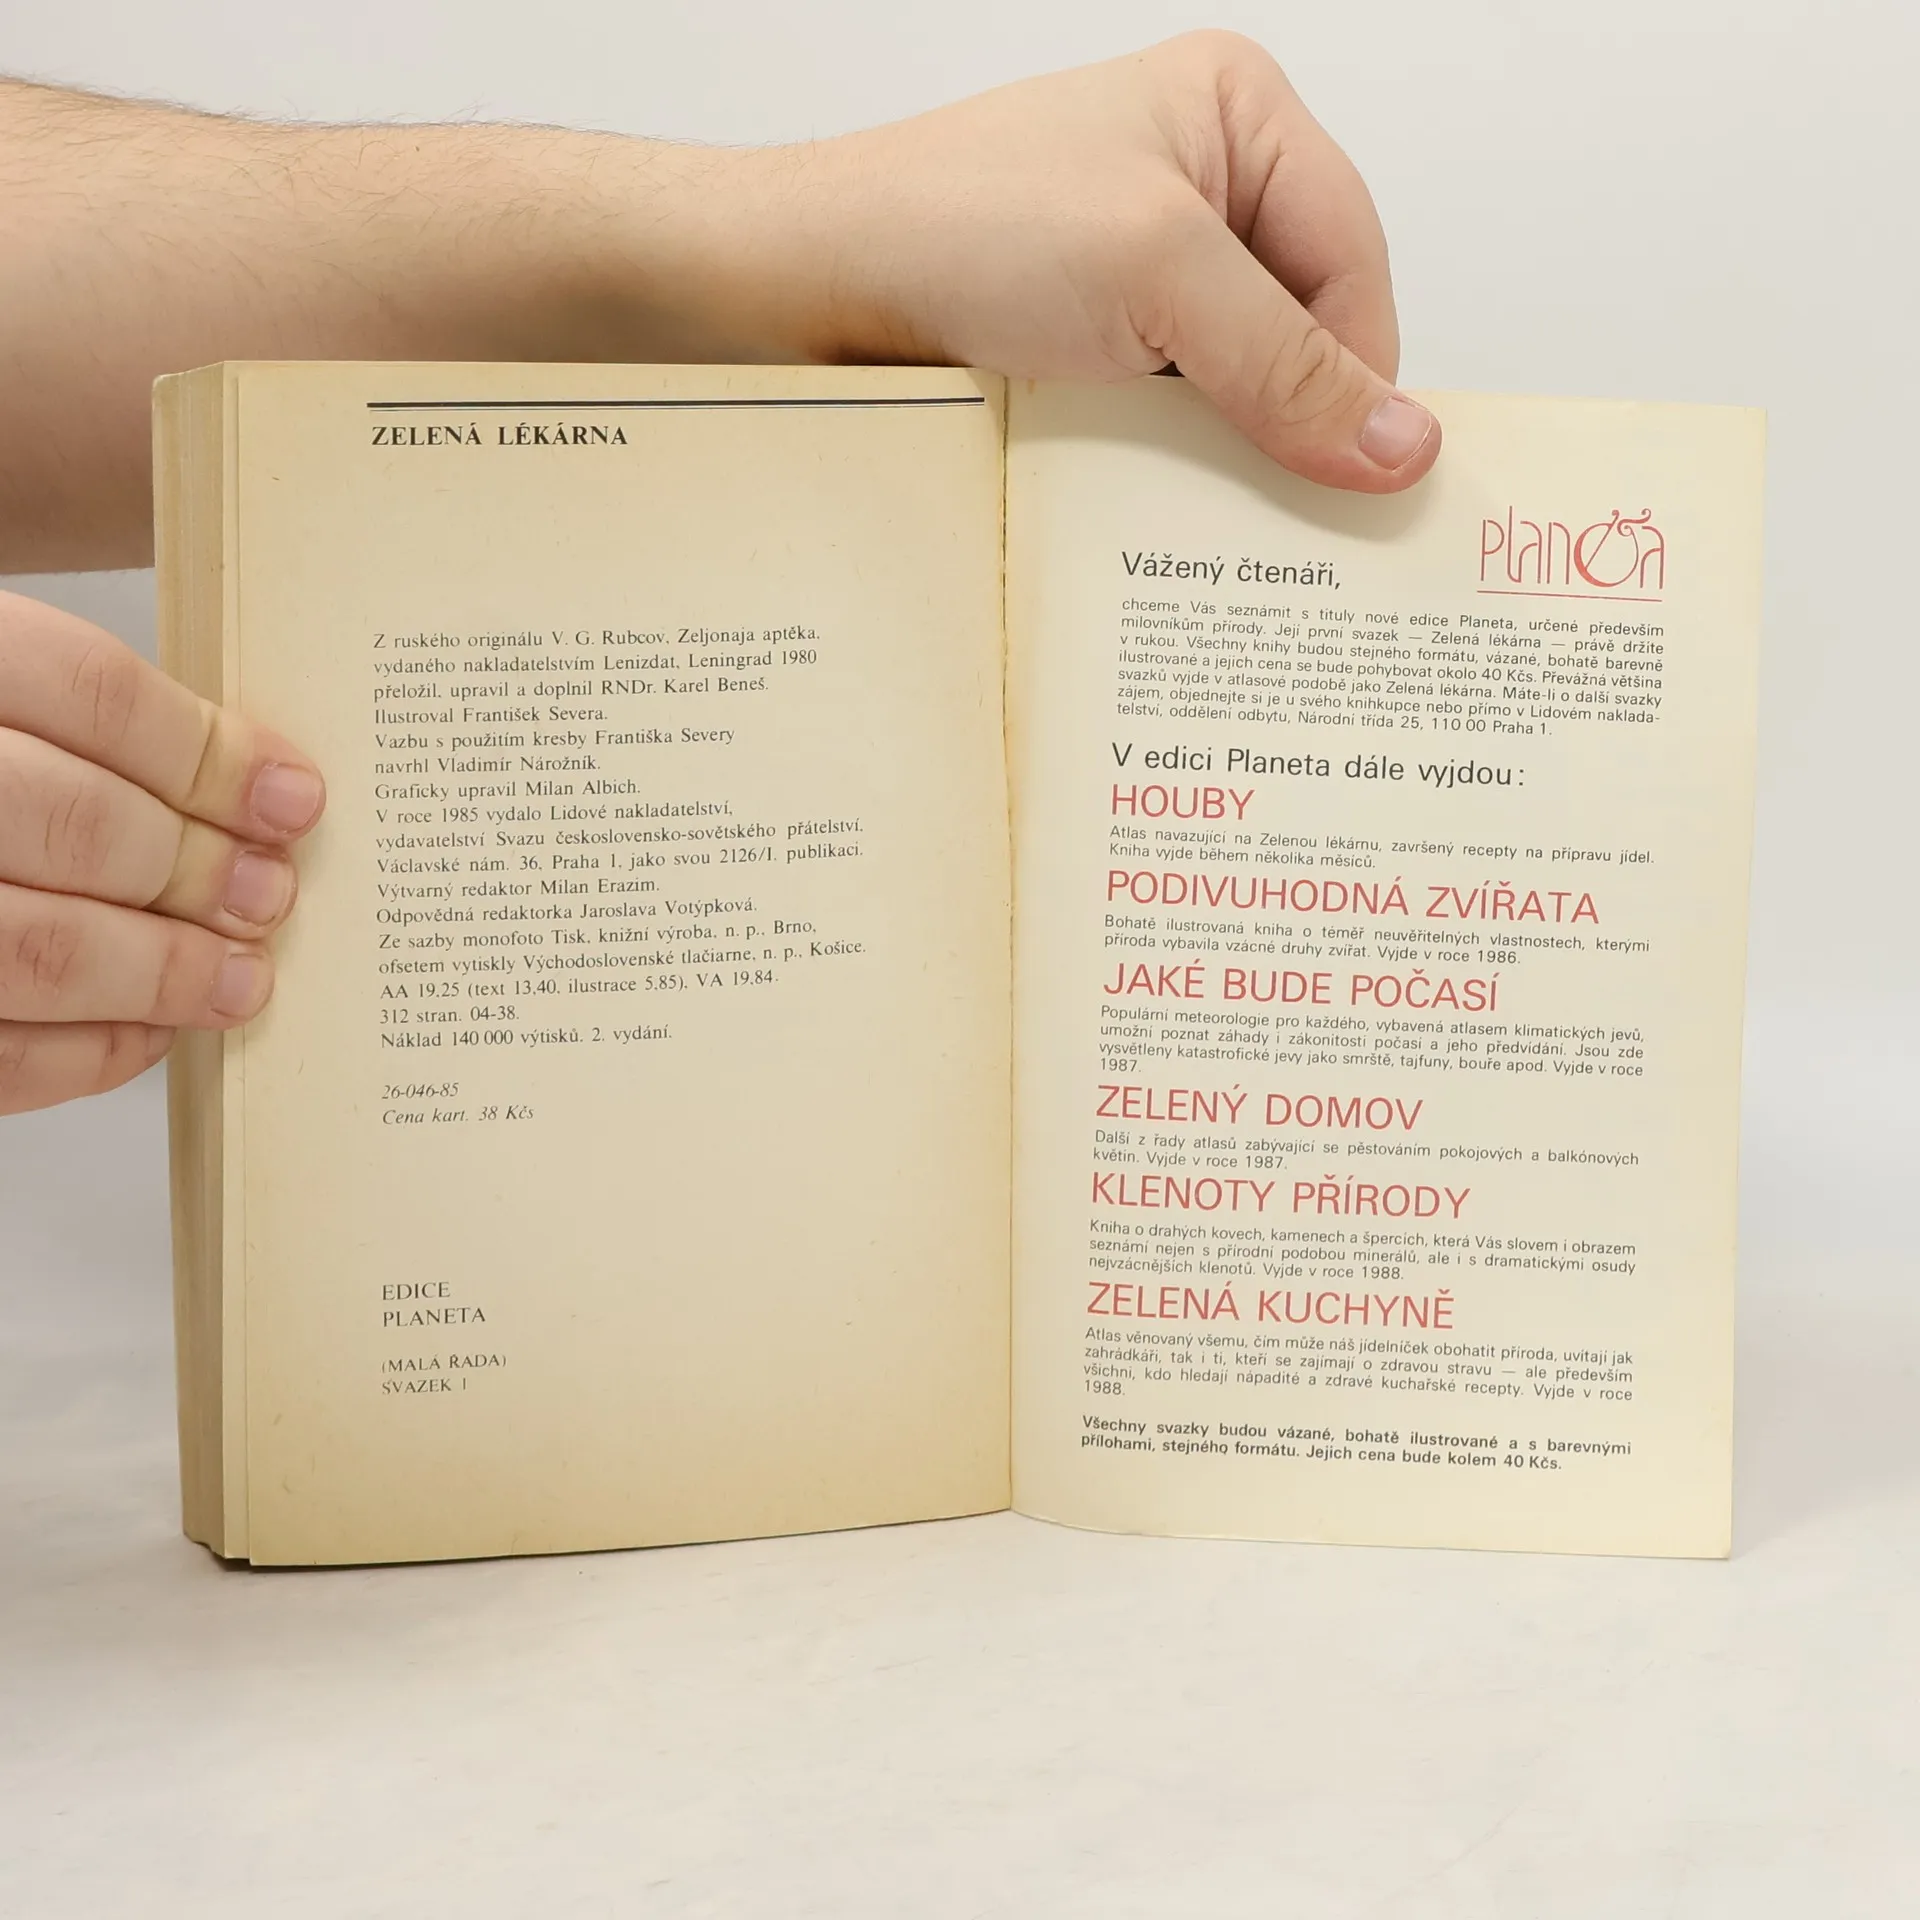 ZELENÁ LÉKÁRNA
Z ruského originálu V. G. Rubcov, Zeljonaja aptěka,
vydaného nakladatelstvím Lenizdat, Leningrad 1980
přeložil, upravil a doplnil RNDr. Karel Beneš.
Ilustroval František Severa.
Vazbu s použitím kresby Františka Severy
navrhl Vladimír Nárožník.
Graficky upravil Milan Albich.
V roce 1985 vydalo Lidové nakladatelství,
vydavatelství Svazu československo-sovětského přátelství,
Václavské nám. 36, Praha 1, jako svou 2126/I. publikaci.
Výtvarný redaktor Milan Erazim.
Odpovědná redaktorka Jaroslava Votýpková.
Ze sazby monofoto Tisk, knižní výroba, n. p., Brno,
ofsetem vytiskly Východoslovenské tlačiarne, n. p., Košice.
AA 19,25 (text 13,40, ilustrace 5,85), VA 19,84.
312 stran. 04-38.
Náklad 140 000 výtisků. 2. vydání.
26-046-85
Cena kart. 38 Kčs
EDICE
PLANETA
(MALÁ ŘADA)
SVAZEK 1
planeta
Vážený čtenáři,
chceme Vás seznámit s tituly nové edice Planeta, určené především
milovníkům přírody. Její první svazek — Zelená lékárna — právě držíte
v rukou. Všechny knihy budou stejného formátu, vázané, bohatě barevně
ilustrované a jejich cena se bude pohybovat okolo 40 Kčs. Převážná většina
svazků vyjde v atlasové podobě jako Zelená lékárna. Máte-li o další svazky
zájem, objednejte si je u svého knihkupce nebo přímo v Lidovém naklada-
telství, oddělení odbytu, Národní třída 25, 110 00 Praha 1.
V edici Planeta dále vyjdou:
HOUBY
Atlas navazující na Zelenou lékárnu, završený recepty na přípravu jídel.
Kniha vyjde během několika měsíců.
PODIVUHODNÁ ZVÍŘATA
Bohatě ilustrovaná kniha o téměř neuvěřitelných vlastnostech, kterými
příroda vybavila vzácné druhy zvířat. Vyjde v roce 1986.
JAKÉ BUDE POČASÍ
Populární meteorologie pro každého, vybavená atlasem klimatických jevů,
umožní poznat záhady i zákonitosti počasí a jeho předvídání. Jsou zde
vysvětleny katastrofické jevy jako smrště, tajfuny, bouře apod. Vyjde v roce
1987.
ZELENÝ DOMOV
Další z řady atlasů zabývající se pěstováním pokojových a balkónových
květin. Vyjde v roce 1987.
KLENOTY PŘÍRODY
Kniha o drahých kovech, kamenech a špercích, která Vás slovem i obrazem
seznámí nejen s přírodní podobou minerálů, ale i s dramatickými osudy
nejvzácnějších klenotů. Vyjde v roce 1988.
ZELENÁ KUCHYNĚ
Atlas věnovaný všemu, čím může náš jídelníček obohatit příroda, uvítají jak
zahrádkáři, tak i ti, kteří se zajímají o zdravou stravu — ale především
všichni, kdo hledají nápadité a zdravé kuchařské recepty. Vyjde v roce
1988.
Všechny svazky budou vázané, bohatě ilustrované a s barevnými
přílohami, stejného formátu. Jejich cena bude kolem 40 Kčs.